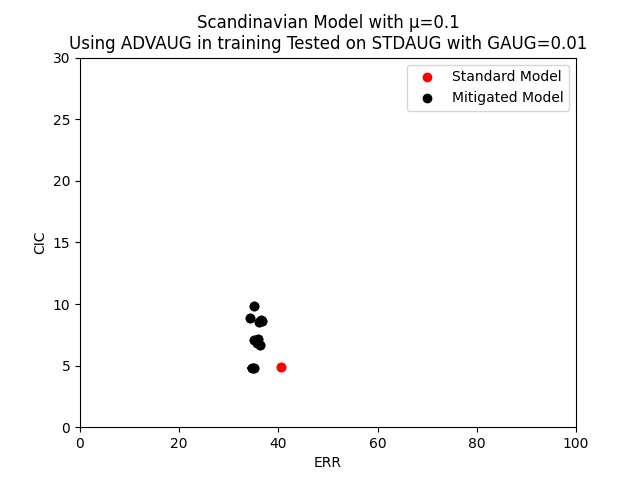 Scandinavian Model with μ=0.1
Using ADVAUG in training Tested on STDAUG with GAUG=0.01
Standard Model
Mitigated Model
30
25
20
15
10
5
0
CIC
0 20 40 60 80 100
ERR